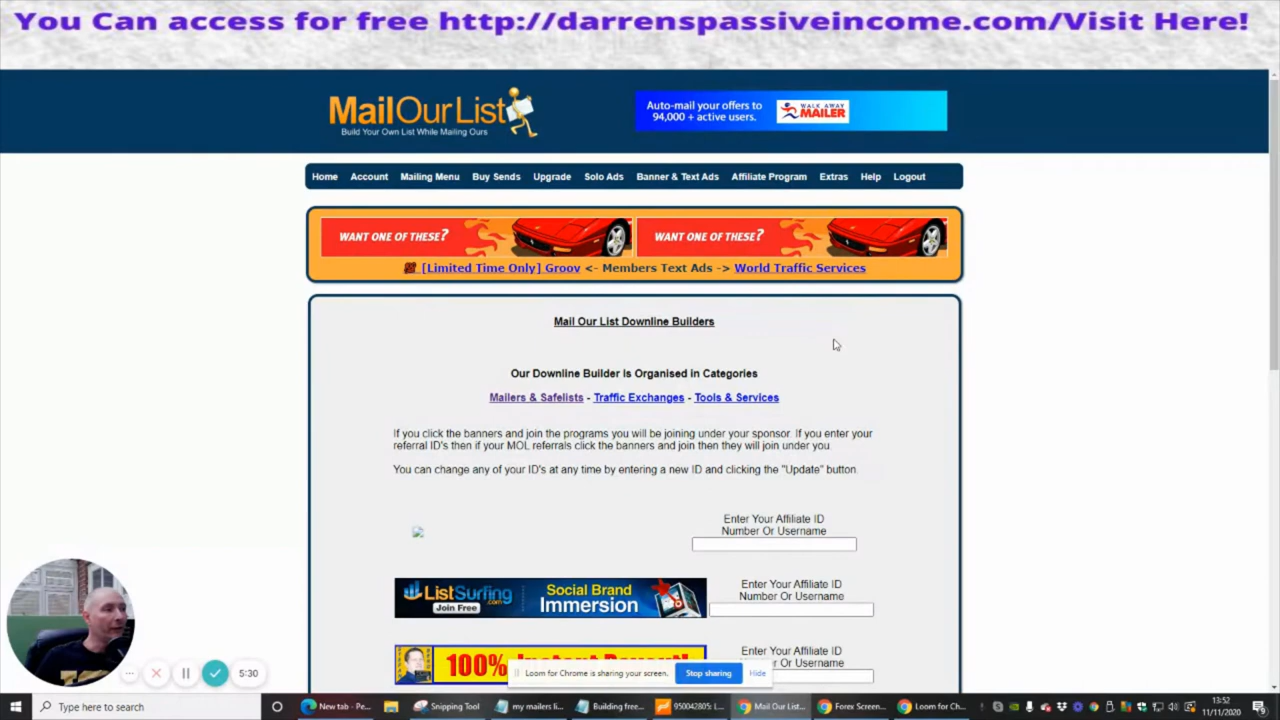 You Can access for free http://darrenspassiveincome.com/Visit Here!
MailOurList
Build Your Own List While Mailing Ours
Auto-mail your offers to
94,000 + active users.
WALK AWAY
MAILER
Home Account Mailing Menu Buy Sends Upgrade Solo Ads Banner & Text Ads Affiliate Program Extras Help Logout
WANT ONE OF THESE? WANT ONE OF THESE?
[Limited Time Only] Groov <- Members Text Ads -> World Traffic Services
Mail Our List Downline Builders
Our Downline Builder Is Organised in Categories
Mailers & Safelists - Traffic Exchanges - Tools & Services
If you click the banners and join the programs you will be joining under your sponsor. If you enter your
referral ID's then if your MOL referrals click the banners and join then they will join under you.
You can change any of your ID's at any time by entering a new ID and clicking the "Update" button.
Enter Your Affiliate ID
Number Or Username
ListSurfing.com
Join Free
Social Brand
Immersion
Enter Your Affiliate ID
Number Or Username
100% Instant Payout!
Enter Your Affiliate ID
Number Or Username
5:30
Loom for Chrome is sharing your screen. Stop sharing Hide
Type here to search
New tab - Pe... Snipping Tool my mailers li... Building free... 950042805: L... Mail Our List... Forex Screen... Loom for Ch...
13:52
11/11/2020